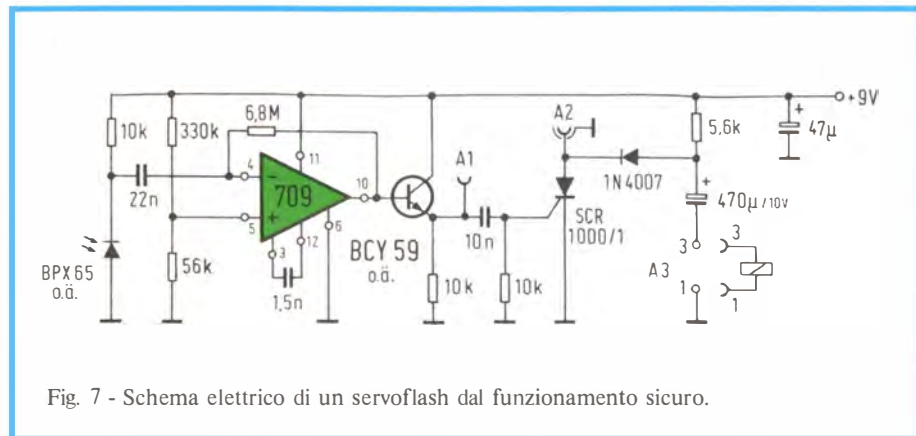 +9V
10k
330k
6,8M
11
4
−
709
10
22n
5
+
3
12
6
1,5n
BPX65
o.ä.
56k
BCY 59
o.ä.
A1
10n
10k
10k
A2
SCR
1000/1
1N4007
5,6k
+
47µ
+
470µ/10V
3
3
A3
1
1
Fig. 7 - Schema elettrico di un servoflash dal funzionamento sicuro.